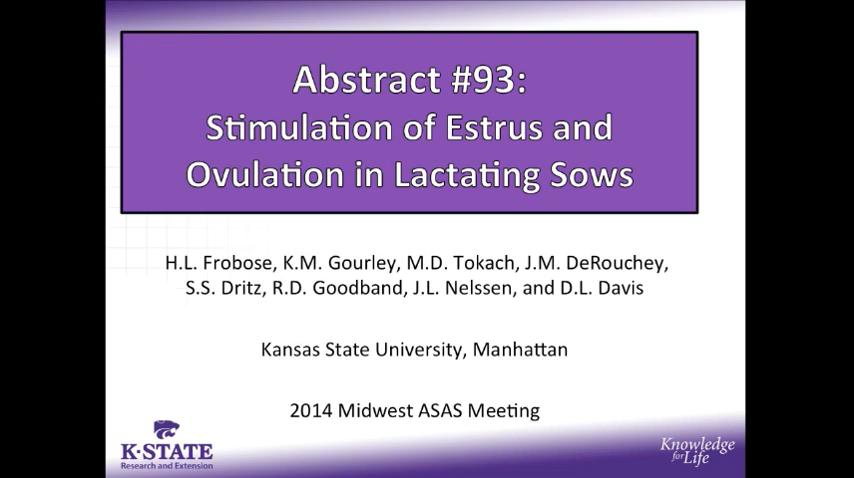 Abstract #93:
Stimulation of Estrus and
Ovulation in Lactating Sows
H.L. Frobose, K.M. Gourley, M.D. Tokach, J.M. DeRouchey,
S.S. Dritz, R.D. Goodband, J.L. Nelssen, and D.L. Davis
Kansas State University, Manhattan
2014 Midwest ASAS Meeting
K-STATE
Research and Extension
Knowledge
for Life